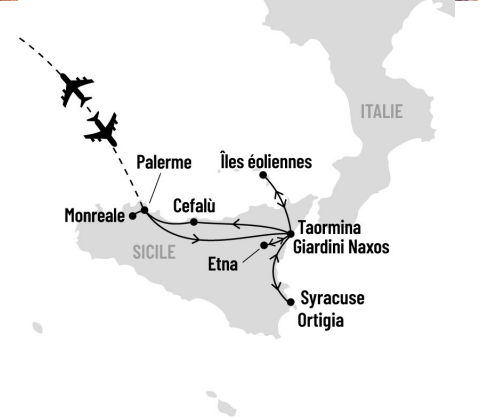 ITALIE
Palerme
Îles éoliennes
Monreale
Cefalù
Taormina
Giardini Naxos
SICILE
Etna
Syracuse
Ortigia